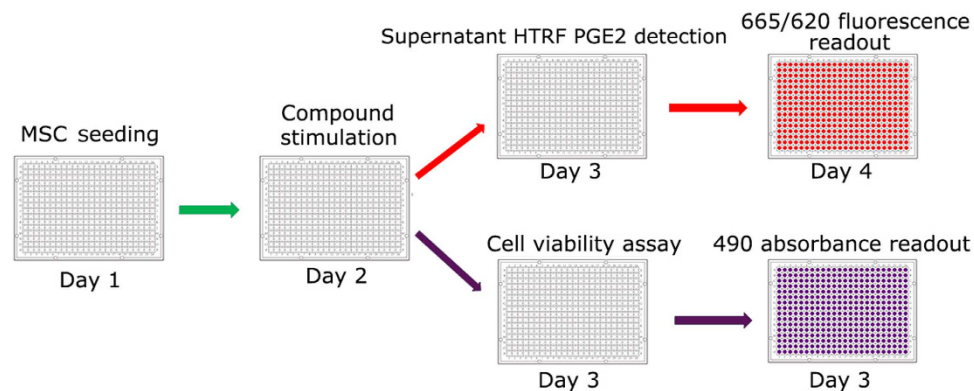 MSC seeding
Day 1
Compound
stimulation
Day 2
Supernatant HTRF PGE2 detection
Day 3
665/620 fluorescence
readout
Day 4
Cell viability assay
Day 3
490 absorbance readout
Day 3